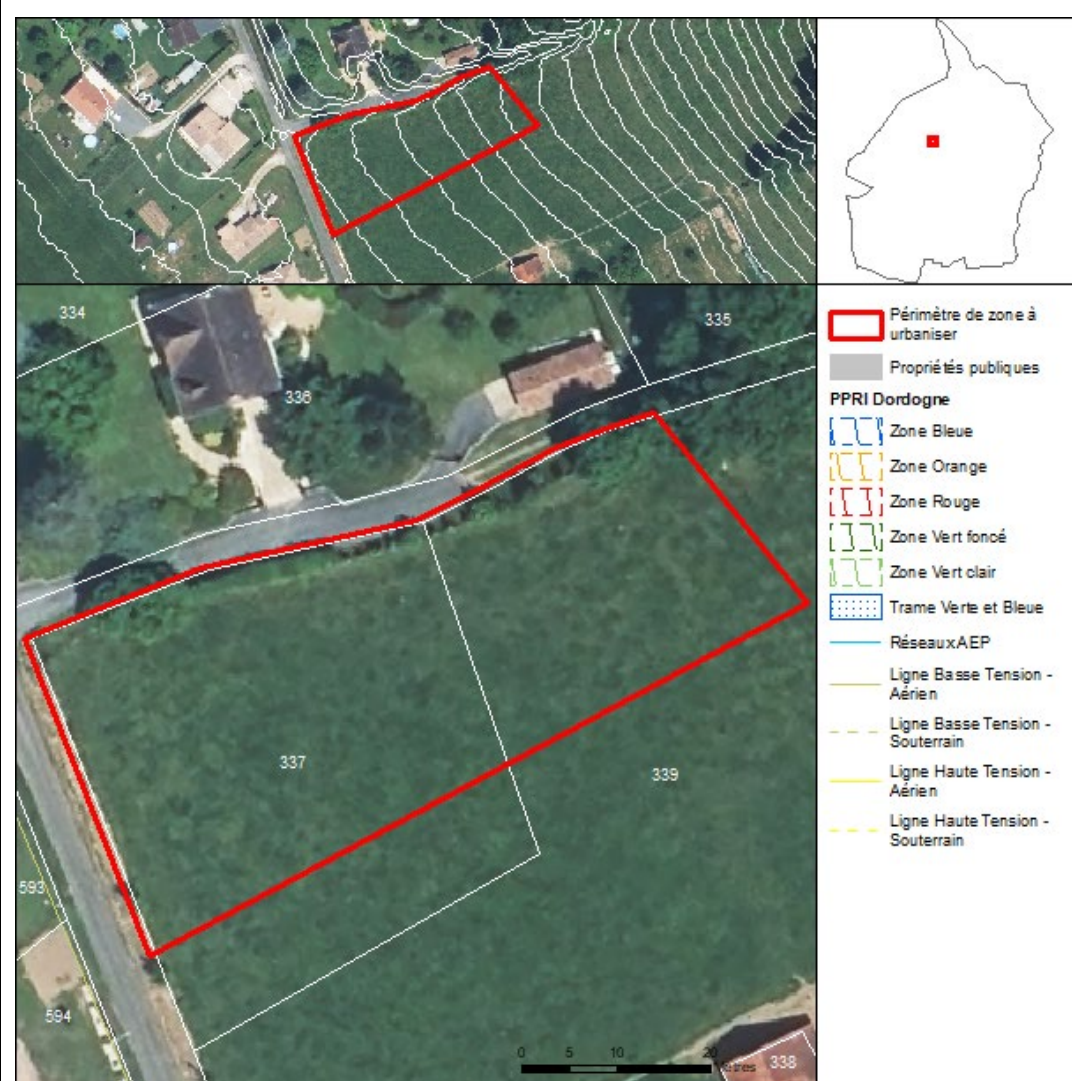 334
335
336
337
339
593
594
338
0 5 10 20
Mètres
Périmètre de zone à
urbaniser
Propriétés publiques
PPRI Dordogne
Zone Bleue
Zone Orange
Zone Rouge
Zone Vert foncé
Zone Vert clair
Trame Verte et Bleue
Réseaux AEP
Ligne Basse Tension -
Aérien
Ligne Basse Tension -
Souterrain
Ligne Haute Tension -
Aérien
Ligne Haute Tension -
Souterrain